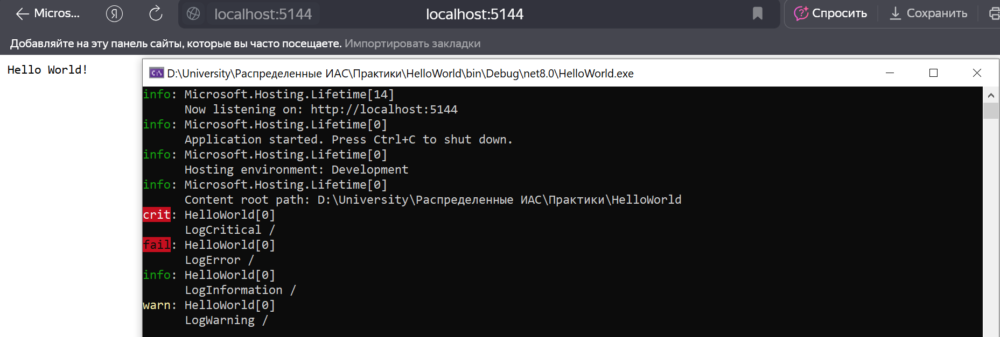 Micros...
Я
localhost:5144
localhost:5144
Спросить
Сохранить
Добавляйте на эту панель сайты, которые вы часто посещаете. Импортировать закладки
Hello World!
C:\
D:\University\Распределенные ИАС\Практики\HelloWorld\bin\Debug\net8.0\HelloWorld.exe
info: Microsoft.Hosting.Lifetime[14]
Now listening on: http://localhost:5144
info: Microsoft.Hosting.Lifetime[0]
Application started. Press Ctrl+C to shut down.
info: Microsoft.Hosting.Lifetime[0]
Hosting environment: Development
info: Microsoft.Hosting.Lifetime[0]
Content root path: D:\University\Распределенные ИАС\Практики\HelloWorld
crit: HelloWorld[0]
LogCritical /
fail: HelloWorld[0]
LogError /
info: HelloWorld[0]
LogInformation /
warn: HelloWorld[0]
LogWarning /